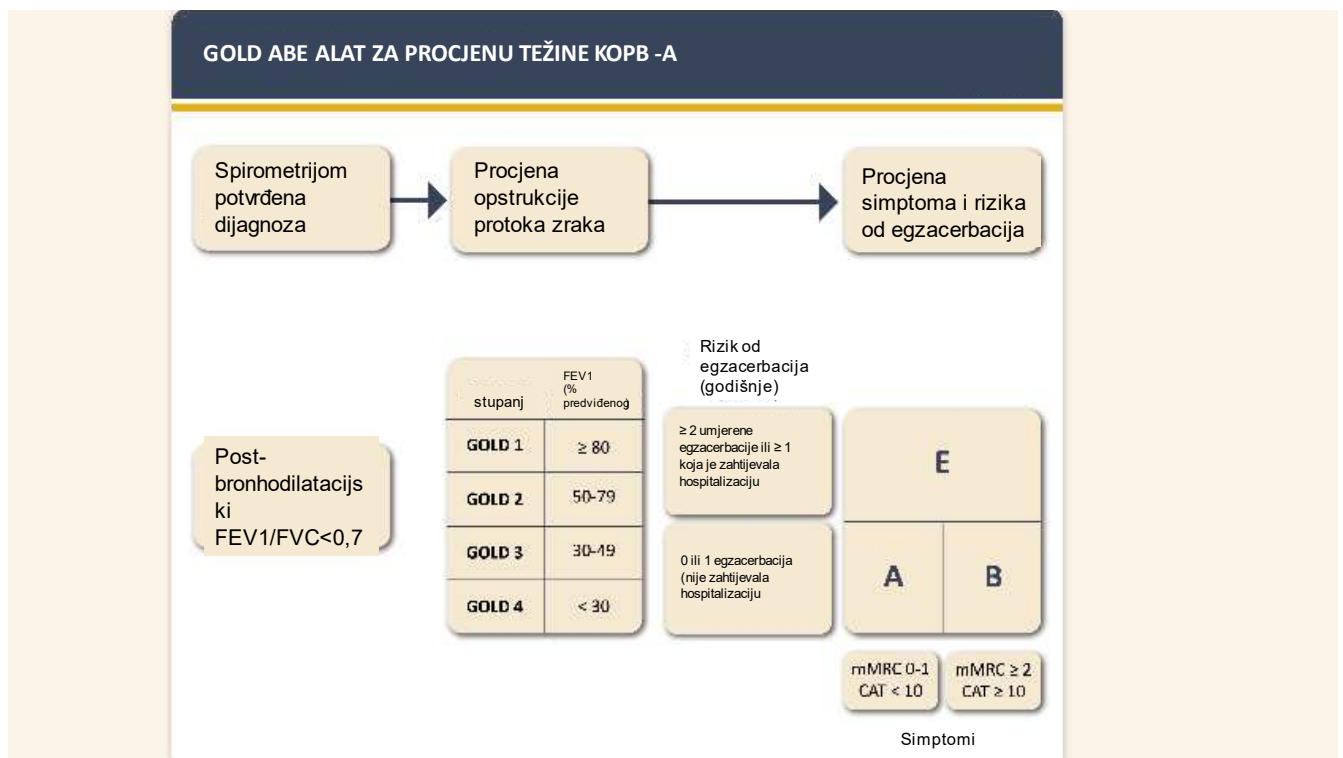 GOLD ABE ALAT ZA PROCJENU TEŽINE KOPB -A
Spirometrijom
potvrđena
dijagnoza
Procjena
opstrukcije
protoka zraka
Procjena
simptoma i rizika
od egzacerbacija
Post-
bronhodilatacijs
ki
FEV1/FVC<0,7
stupanj
FEV1
(%
predviđenog)
GOLD 1
≥ 80
GOLD 2
50-79
GOLD 3
30-49
GOLD 4
< 30
Rizik od
egzacerbacija
(godišnje)
≥ 2 umjerene
egzacerbacije ili ≥ 1
koja je zahtijevala
hospitalizaciju
0 ili 1 egzacerbacija
(nije zahtijevala
hospitalizaciju
E
A
B
mMRC 0-1
CAT < 10
mMRC ≥ 2
CAT ≥ 10
Simptomi